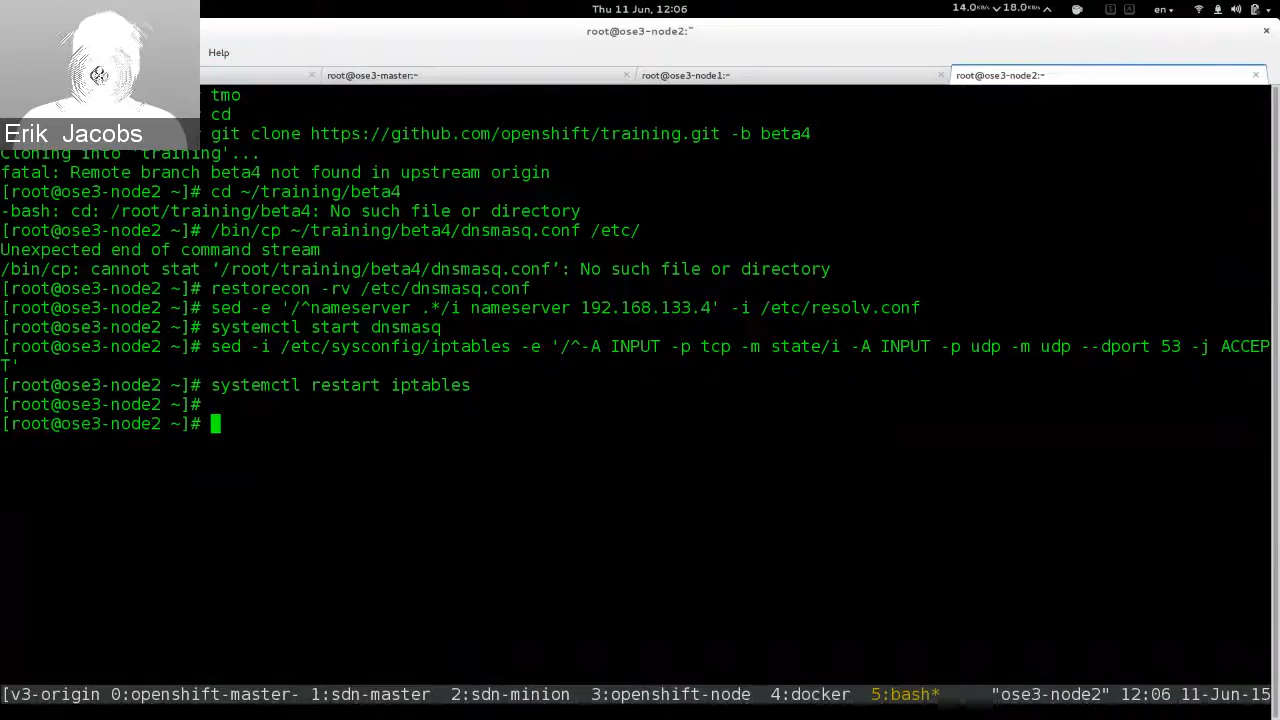 Thu 11 Jun, 12:06
14.0KB/s 18.0KB/s
en
root@ose3-node2:~
Help
root@ose3-master:~
root@ose3-node1:~
root@ose3-node2:~
Erik Jacobs
tmo
cd
git clone https://github.com/openshift/training.git -b beta4
Cloning into 'training'...
fatal: Remote branch beta4 not found in upstream origin
[root@ose3-node2 ~]# cd ~/training/beta4
-bash: cd: /root/training/beta4: No such file or directory
[root@ose3-node2 ~]# /bin/cp ~/training/beta4/dnsmasq.conf /etc/
Unexpected end of command stream
/bin/cp: cannot stat ‘/root/training/beta4/dnsmasq.conf’: No such file or directory
[root@ose3-node2 ~]# restorecon -rv /etc/dnsmasq.conf
[root@ose3-node2 ~]# sed -e '/^nameserver .*/i nameserver 192.168.133.4' -i /etc/resolv.conf
[root@ose3-node2 ~]# systemctl start dnsmasq
[root@ose3-node2 ~]# sed -i /etc/sysconfig/iptables -e '/^-A INPUT -p tcp -m state/i -A INPUT -p udp -m udp --dport 53 -j ACCEP
T'
[root@ose3-node2 ~]# systemctl restart iptables
[root@ose3-node2 ~]#
[root@ose3-node2 ~]#
[v3-origin 0:openshift-master- 1:sdn-master 2:sdn-minion 3:openshift-node 4:docker 5:bash* "ose3-node2" 12:06 11-Jun-15